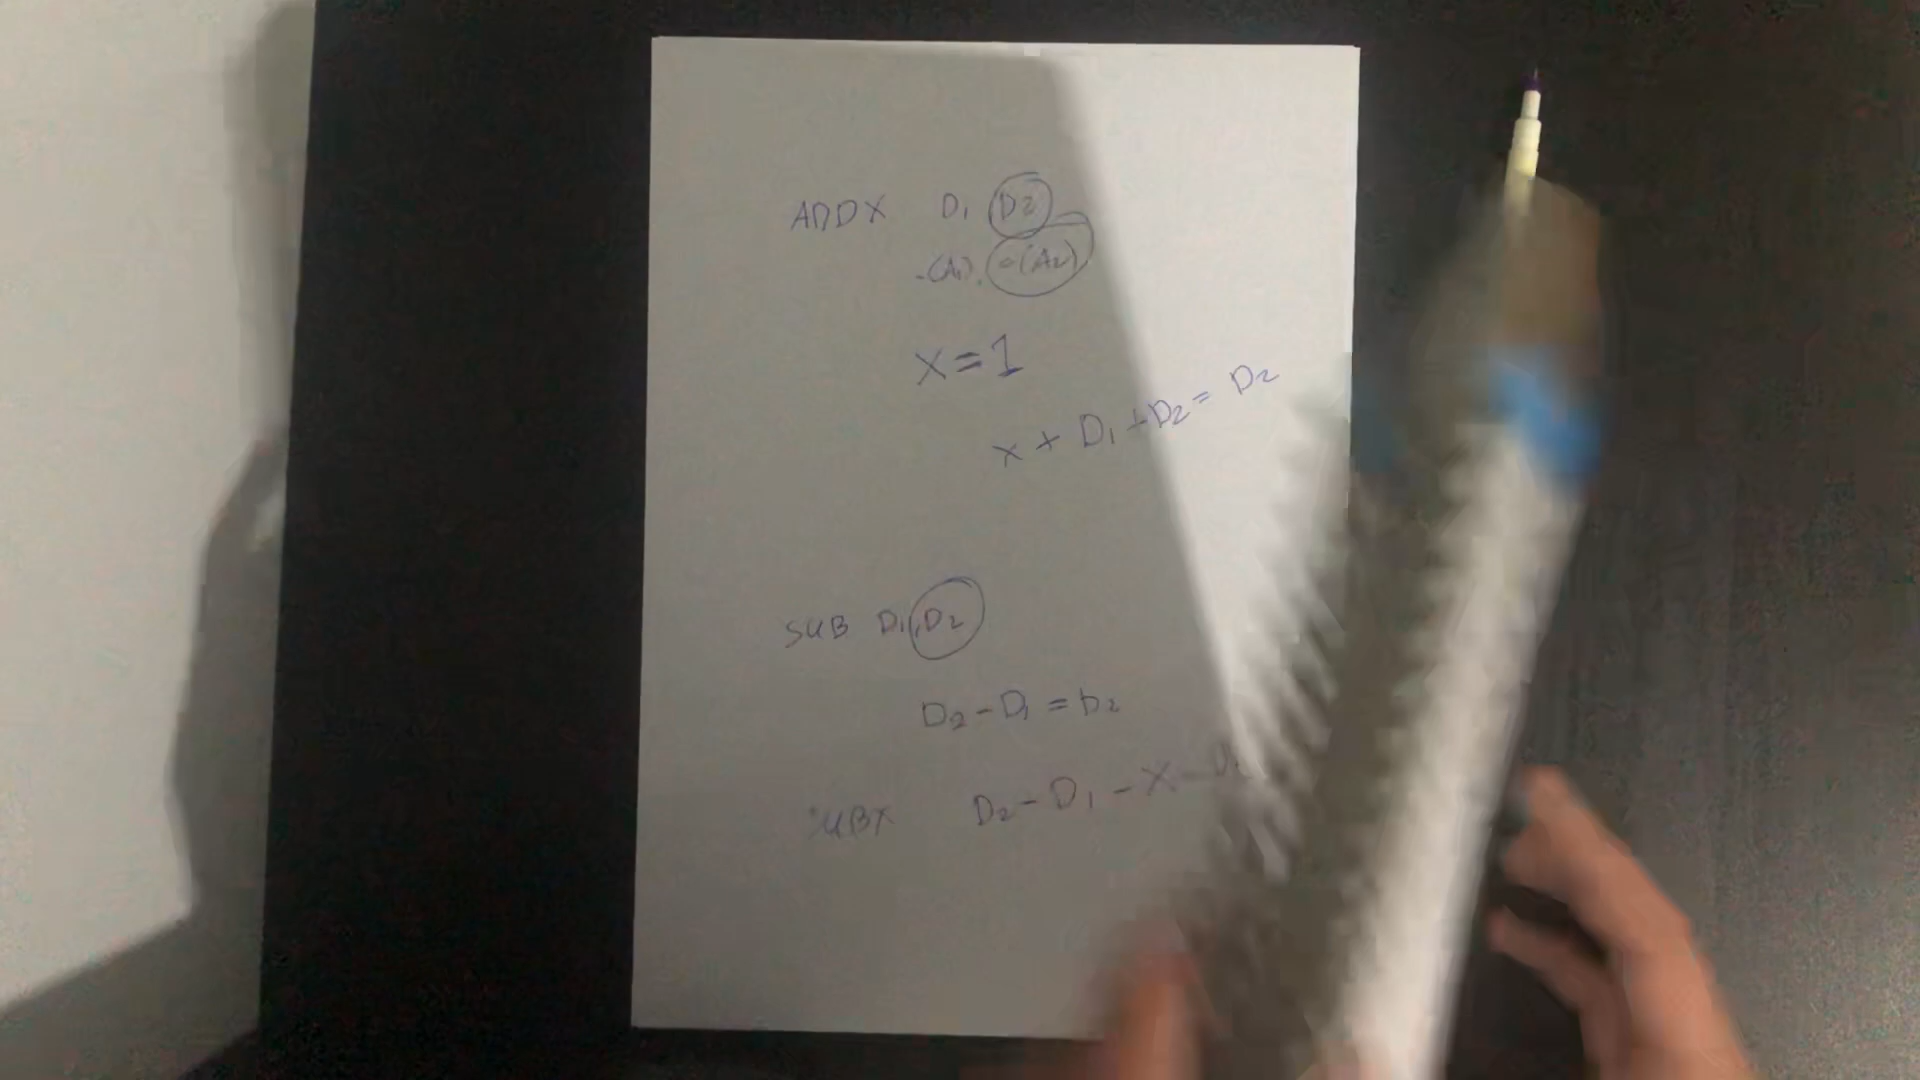 ADDX D1 D2
-(A1), -(A2)
X=1
X + D1 + D2 = D2
SUB D1, D2
D2 - D1 = D2
SUBX D2 - D1 - X